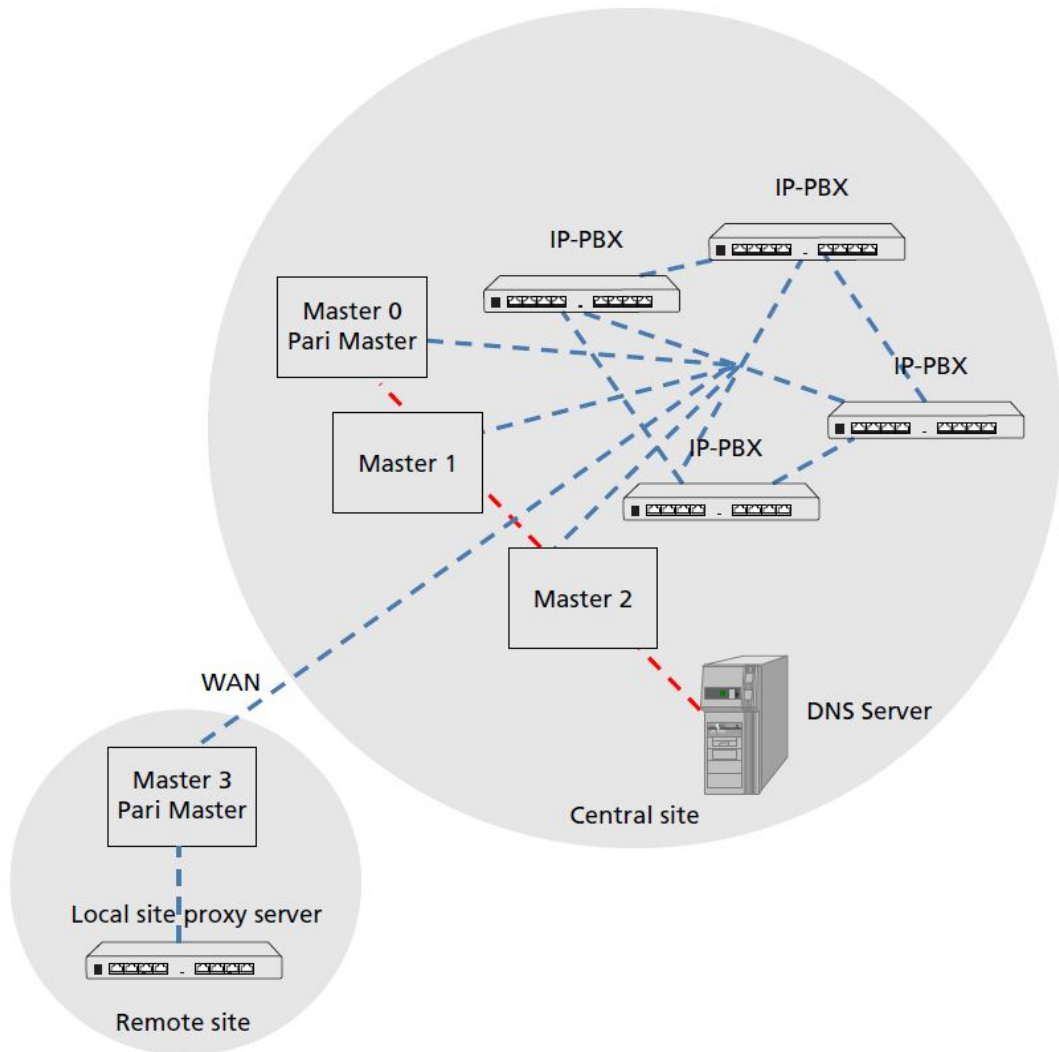 IP-PBX
IP-PBX
Master 0
Pari Master
IP-PBX
Master 1
IP-PBX
Master 2
WAN
DNS Server
Master 3
Pari Master
Central site
Local site proxy server
Remote site